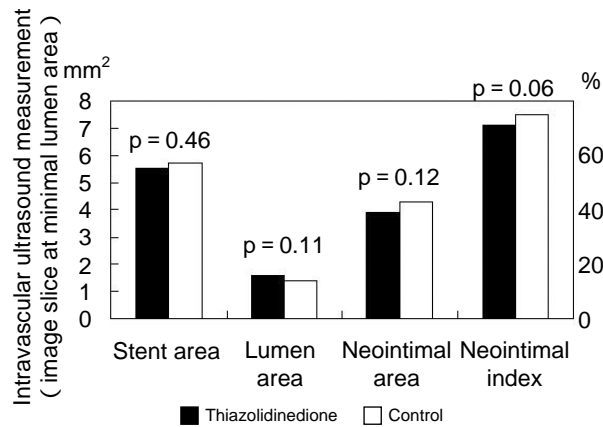 Intravascular ultrasound measurement
( image slice at minimal lumen area)
mm2
%
8
7
6
5
4
3
2
1
0
60
40
20
0
p = 0.46
p = 0.11
p = 0.12
p = 0.06
Stent area
Lumen
area
Neointimal
area
Neointimal
index
Thiazolidinedione
Control